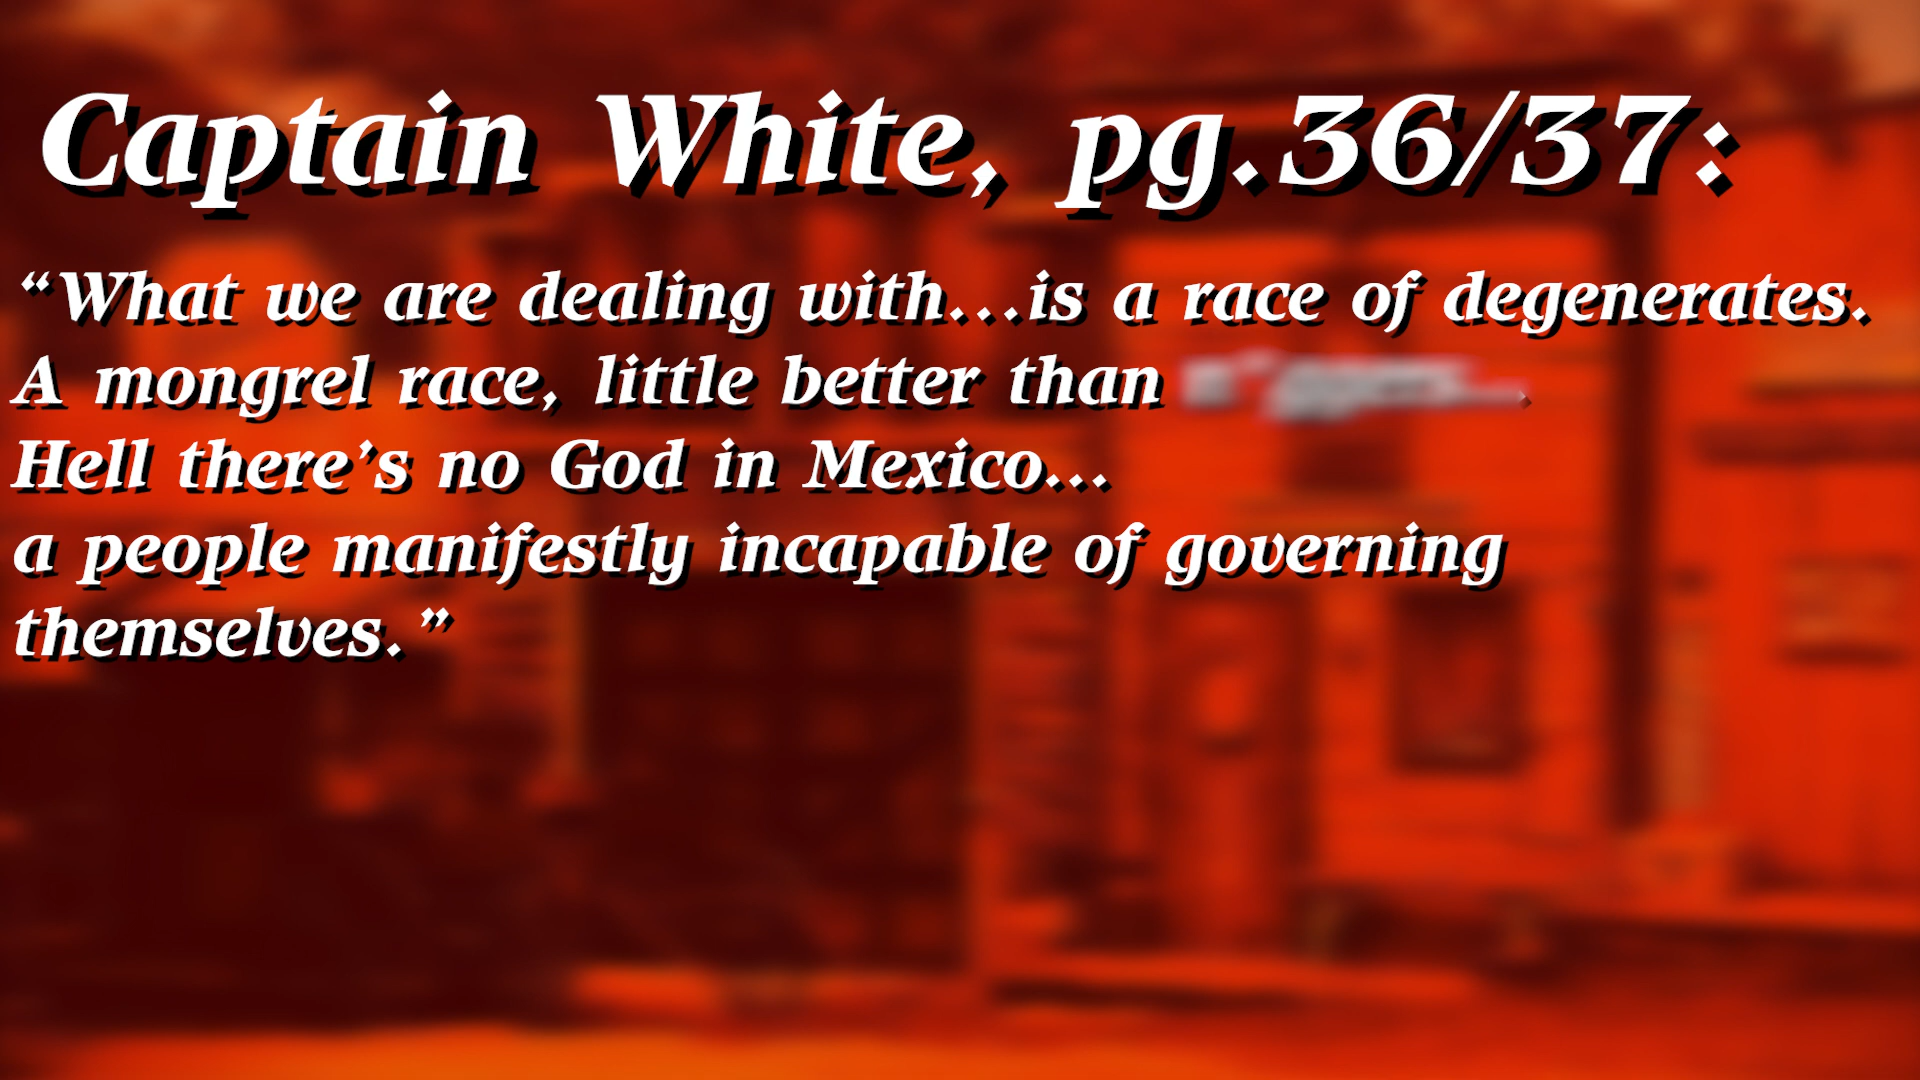 Captain White, pg.36/37:
“What we are dealing with...is a race of degenerates.
A mongrel race, little better than
Hell there’s no God in Mexico...
a people manifestly incapable of governing
themselves.”